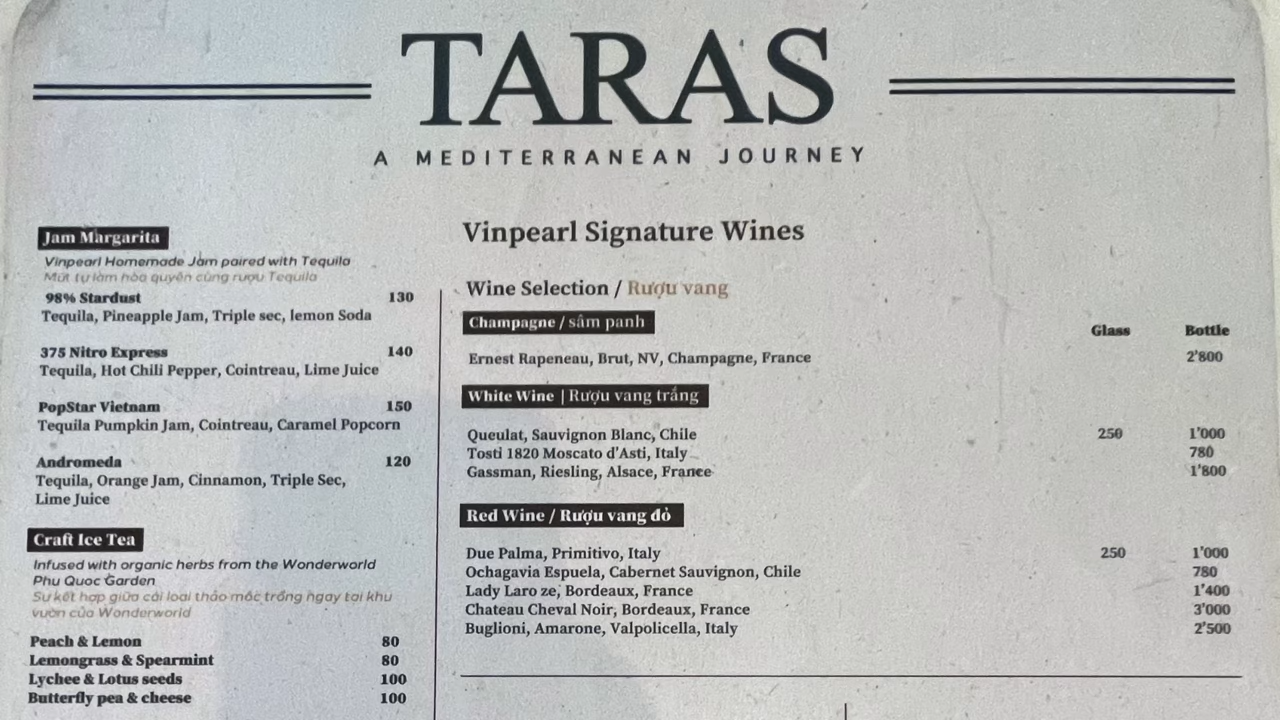 TARAS
A MEDITERRANEAN JOURNEY
Jam Margarita
Vinpearl Homemade Jam paired with Tequila
Mứt tự làm hòa quyện cùng rượu Tequila
98% Stardust 130
Tequila, Pineapple Jam, Triple sec, lemon Soda
375 Nitro Express 140
Tequila, Hot Chili Pepper, Cointreau, Lime Juice
PopStar Vietnam 150
Tequila Pumpkin Jam, Cointreau, Caramel Popcorn
Andromeda 120
Tequila, Orange Jam, Cinnamon, Triple Sec,
Lime Juice
Craft Ice Tea
Infused with organic herbs from the Wonderworld
Phu Quoc Garden
Sự kết hợp giữa cải loại thảo mốc trồng ngay tại khu
vườn của Wonderworld
Peach & Lemon 80
Lemongrass & Spearmint 80
Lychee & Lotus seeds 100
Butterfly pea & cheese 100
Vinpearl Signature Wines
Wine Selection / Rượu vang
Champagne / sâm panh
Glass Bottle
Ernest Rapeneau, Brut, NV, Champagne, France 2'800
White Wine | Rượu vang trắng
Queulat, Sauvignon Blanc, Chile 250 1'000
Tosti 1820 Moscato d'Asti, Italy 780
Gassman, Riesling, Alsace, France 1'800
Red Wine / Rượu vang đỏ
Due Palma, Primitivo, Italy 250 1'000
Ochagavia Espuela, Cabernet Sauvignon, Chile 780
Lady Laro ze, Bordeaux, France 1'400
Chateau Cheval Noir, Bordeaux, France 3'000
Buglioni, Amarone, Valpolicella, Italy 2'500